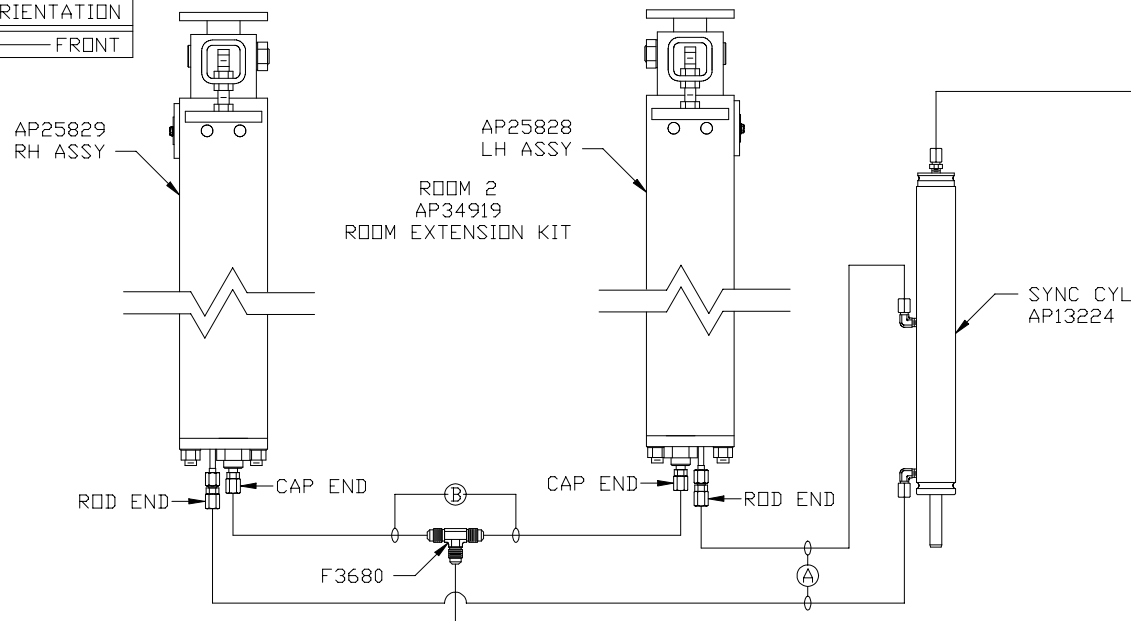 RIENTATION
FRONT
AP25829
RH ASSY
AP25828
LH ASSY
ROOM 2
AP34919
ROOM EXTENSION KIT
SYNC CYL
AP13224
ROD END
CAP END
B
CAP END
ROD END
F3680
A